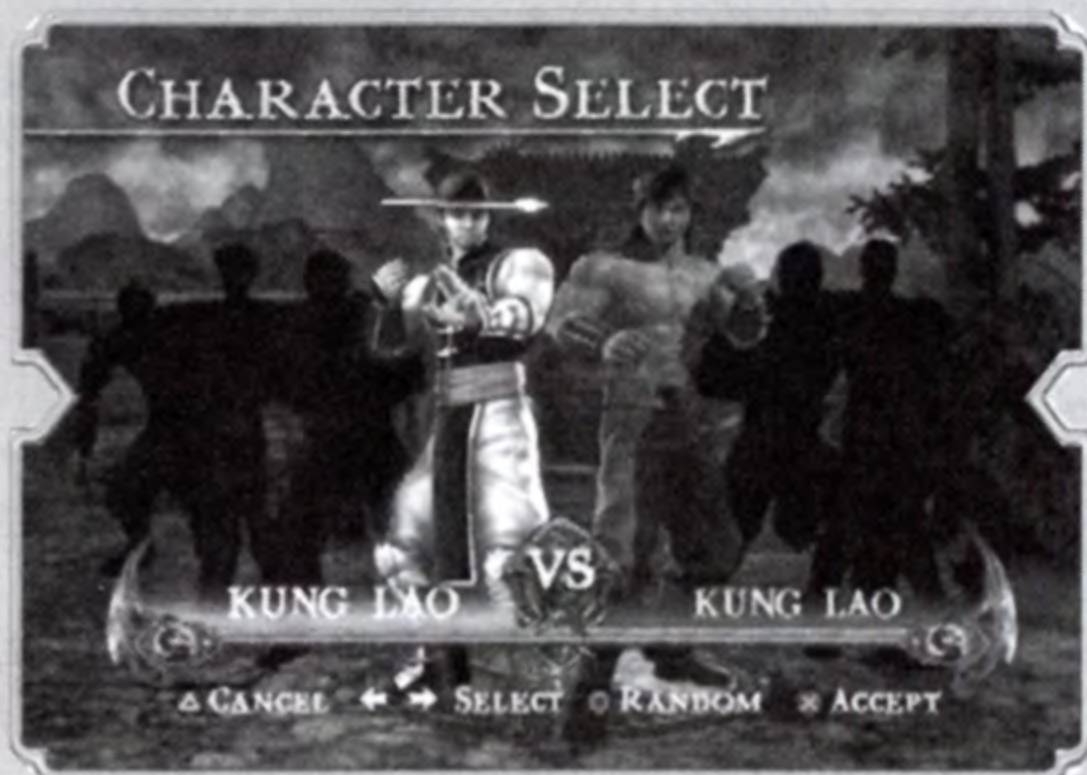 CHARACTER SELECT
VS
KUNG LAO KUNG LAO
CANCEL SELECT RANDOM ACCEPT